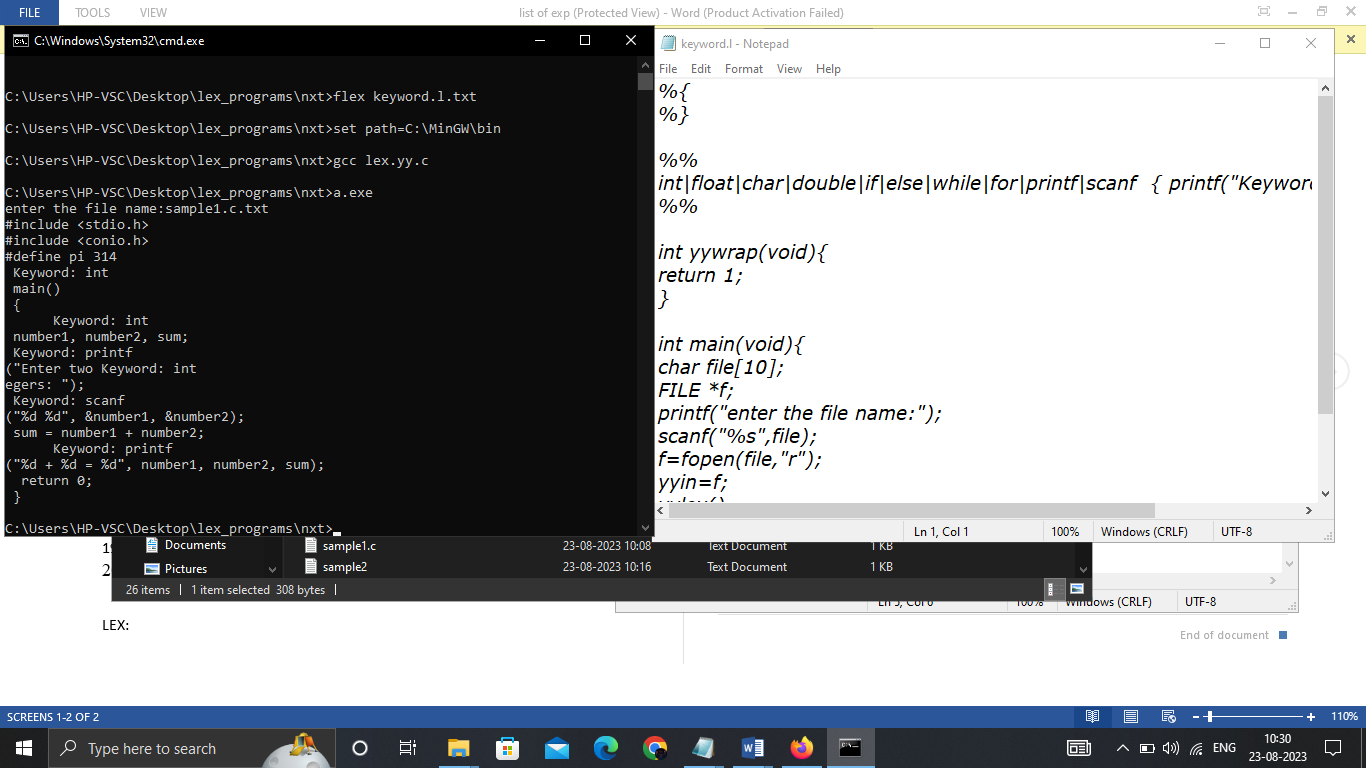 FILE TOOLS VIEW list of exp (Protected View) - Word (Product Activation Failed)
C:\Windows\System32\cmd.exe
C:\Users\HP-VSC\Desktop\lex_programs\nxt>flex keyword.l.txt
C:\Users\HP-VSC\Desktop\lex_programs\nxt>set path=C:\MinGW\bin
C:\Users\HP-VSC\Desktop\lex_programs\nxt>gcc lex.yy.c
C:\Users\HP-VSC\Desktop\lex_programs\nxt>a.exe
enter the file name:sample1.c.txt
#include <stdio.h>
#include <conio.h>
#define pi 314
Keyword: int
main()
{
Keyword: int
number1, number2, sum;
Keyword: printf
("Enter two Keyword: int
egers: ");
Keyword: scanf
("%d %d", &number1, &number2);
sum = number1 + number2;
Keyword: printf
("%d + %d = %d", number1, number2, sum);
return 0;
}
C:\Users\HP-VSC\Desktop\lex_programs\nxt>
keyword.l - Notepad
File Edit Format View Help
%{
%}
%%
int|float|char|double|if|else|while|for|printf|scanf { printf("Keyword
%%
int yywrap(void){
return 1;
}
int main(void){
char file[10];
FILE *f;
printf("enter the file name:");
scanf("%s",file);
f=fopen(file,"r");
yyin=f;
Ln 1, Col 1 100% Windows (CRLF) UTF-8
Documents sample1.c 23-08-2023 10:08 Text Document 1 KB
Pictures sample2 23-08-2023 10:16 Text Document 1 KB
26 items 1 item selected 308 bytes
100% Windows (CRLF) UTF-8
LEX:
End of document
SCREENS 1-2 OF 2 110%
Type here to search ENG 10:30
23-08-2023